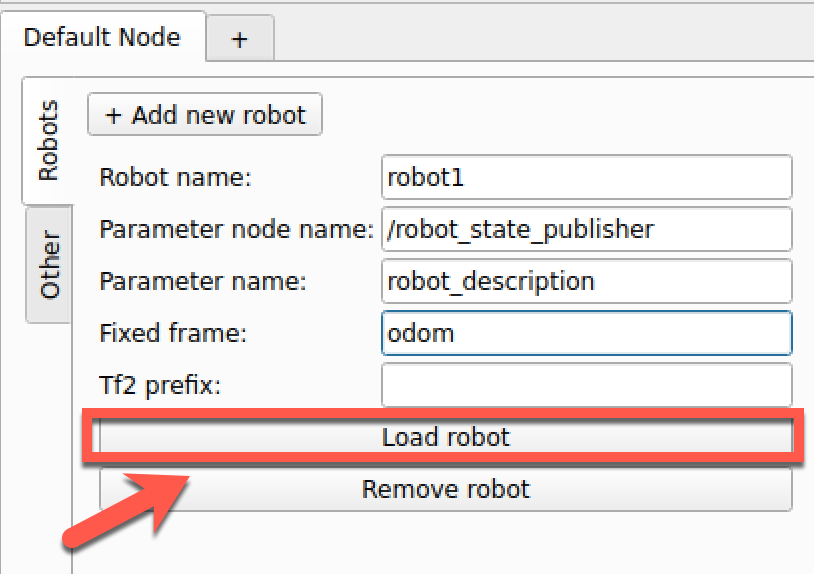 Default Node +
Robots
+ Add new robot
Robot name: robot1
Parameter node name: /robot_state_publisher
Parameter name: robot_description
Fixed frame: odom
Tf2 prefix:
Load robot
Remove robot
Other